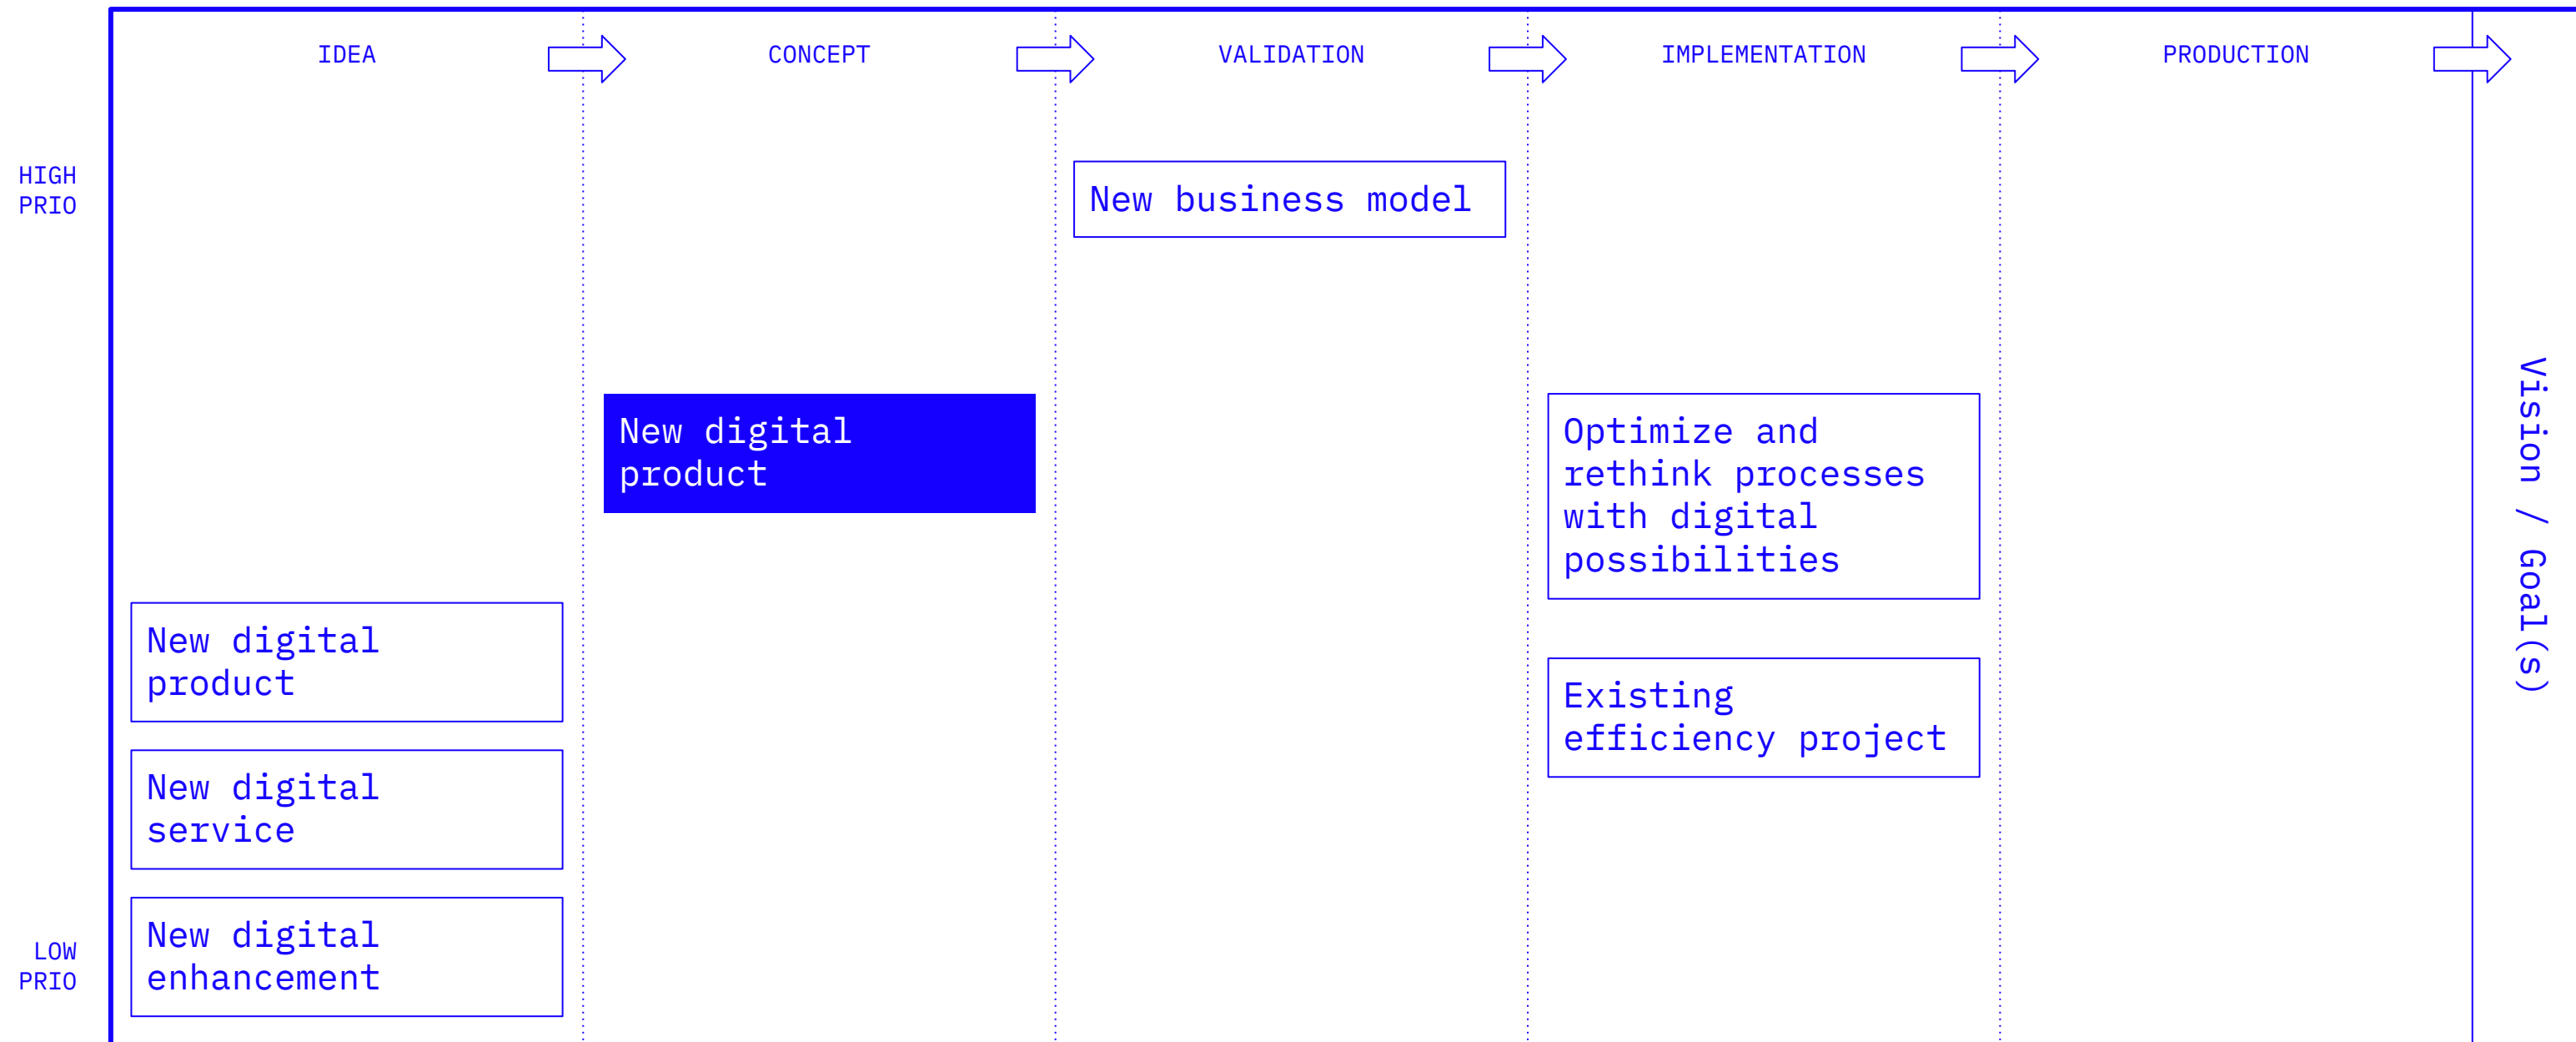 IDEA
CONCEPT
VALIDATION
IMPLEMENTATION
PRODUCTION
HIGH
PRIO
New business model
New digital
product
Optimize and
rethink processes
with digital
possibilities
New digital
product
Existing
efficiency project
New digital
service
New digital
enhancement
LOW
PRIO
Vision / Goal(s)